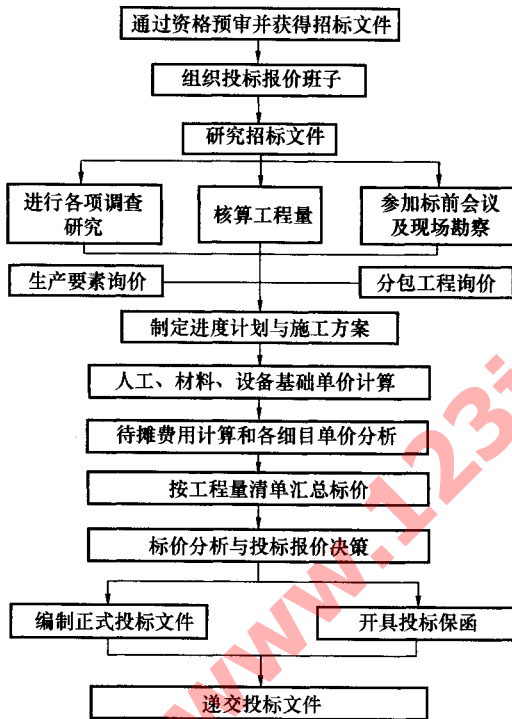 通过资格预审并获得招标文件
组织投标报价班子
研究招标文件
进行各项调查
研究
核算工程量
参加标前会议
及现场勘察
生产要素询价
分包工程询价
制定进度计划与施工方案
人工、材料、设备基础单价计算
待摊费用计算和各细目单价分析
按工程量清单汇总标价
标价分析与投标报价决策
编制正式投标文件
开具投标保函
递交投标文件
www.123i